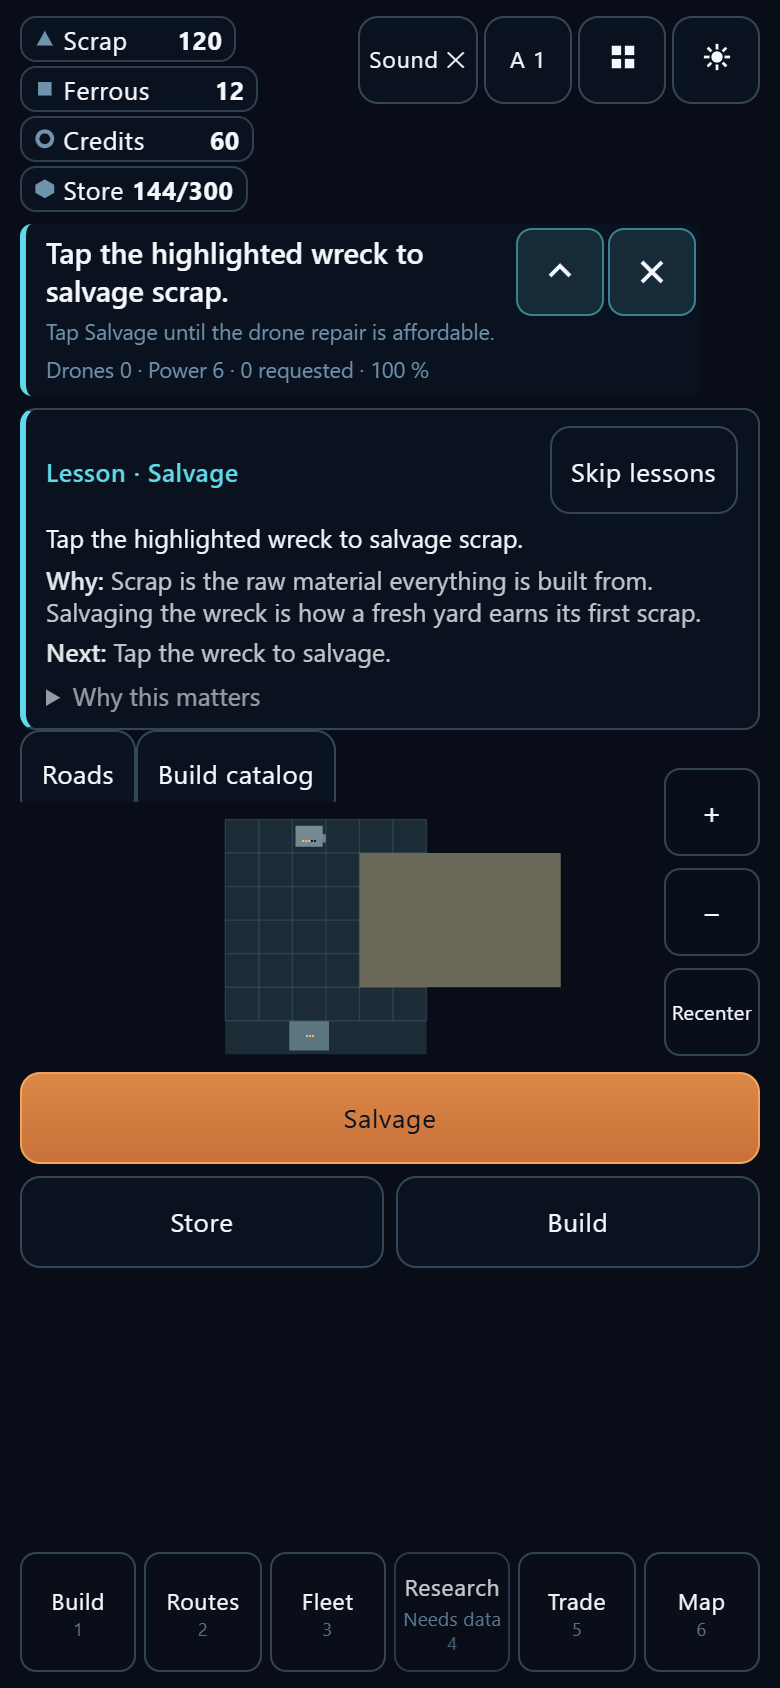 Scrap 120
Ferrous 12
Credits 60
Store 144/300
Sound ×
A 1
Tap the highlighted wreck to
salvage scrap.
Tap Salvage until the drone repair is affordable.
Drones 0 · Power 6 · 0 requested · 100 %
Lesson · Salvage
Skip lessons
Tap the highlighted wreck to salvage scrap.
Why: Scrap is the raw material everything is built from.
Salvaging the wreck is how a fresh yard earns its first scrap.
Next: Tap the wreck to salvage.
Why this matters
Roads
Build catalog
+
−
Recenter
Salvage
Store
Build
Build
1
Routes
2
Fleet
3
Research
Needs data
4
Trade
5
Map
6